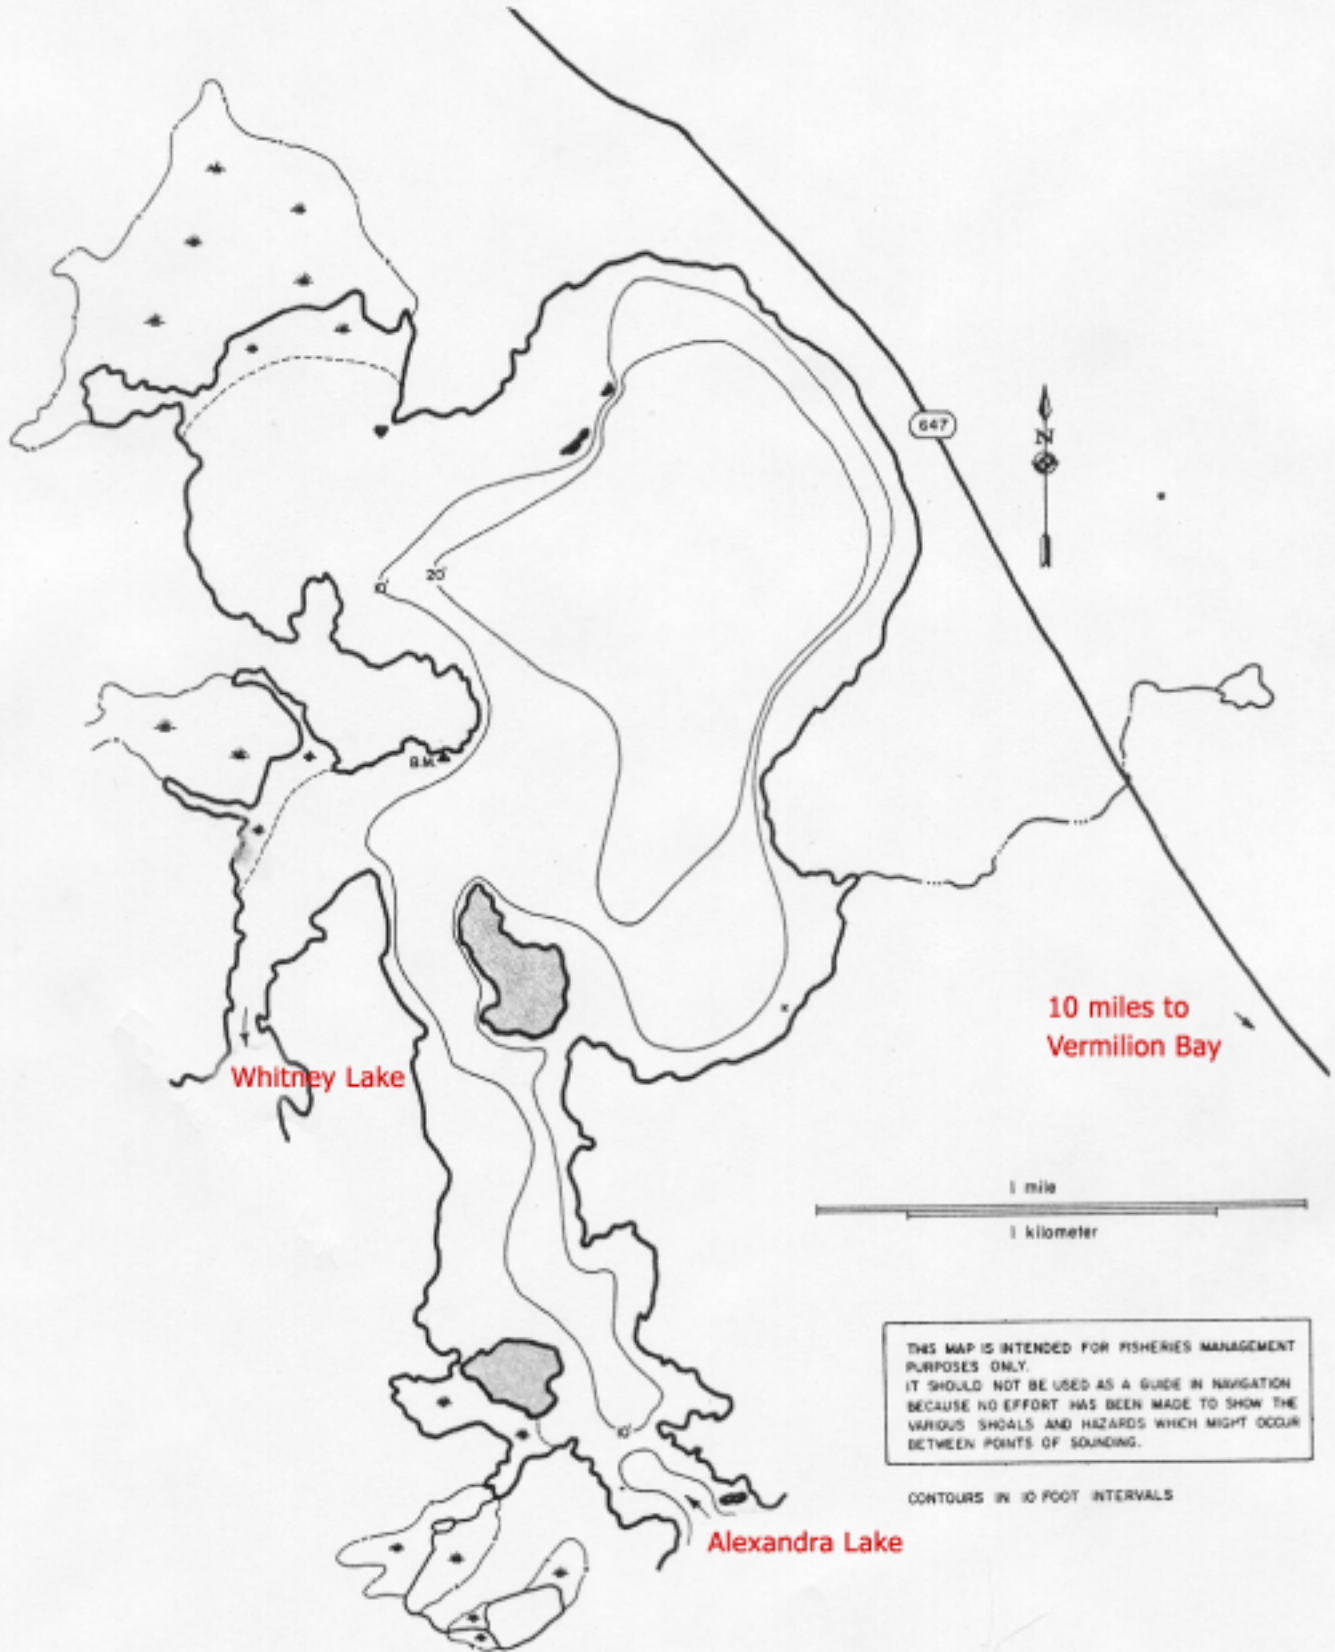 647
N
10'
20'
B.M.
10 miles to
Vermilion Bay
Whitney Lake
1 mile
1 kilometer
THIS MAP IS INTENDED FOR FISHERIES MANAGEMENT
PURPOSES ONLY.
IT SHOULD NOT BE USED AS A GUIDE IN NAVIGATION
BECAUSE NO EFFORT HAS BEEN MADE TO SHOW THE
VARIOUS SHOALS AND HAZARDS WHICH MIGHT OCCUR
BETWEEN POINTS OF SOUNDING.
10'
CONTOURS IN 10 FOOT INTERVALS
Alexandra Lake